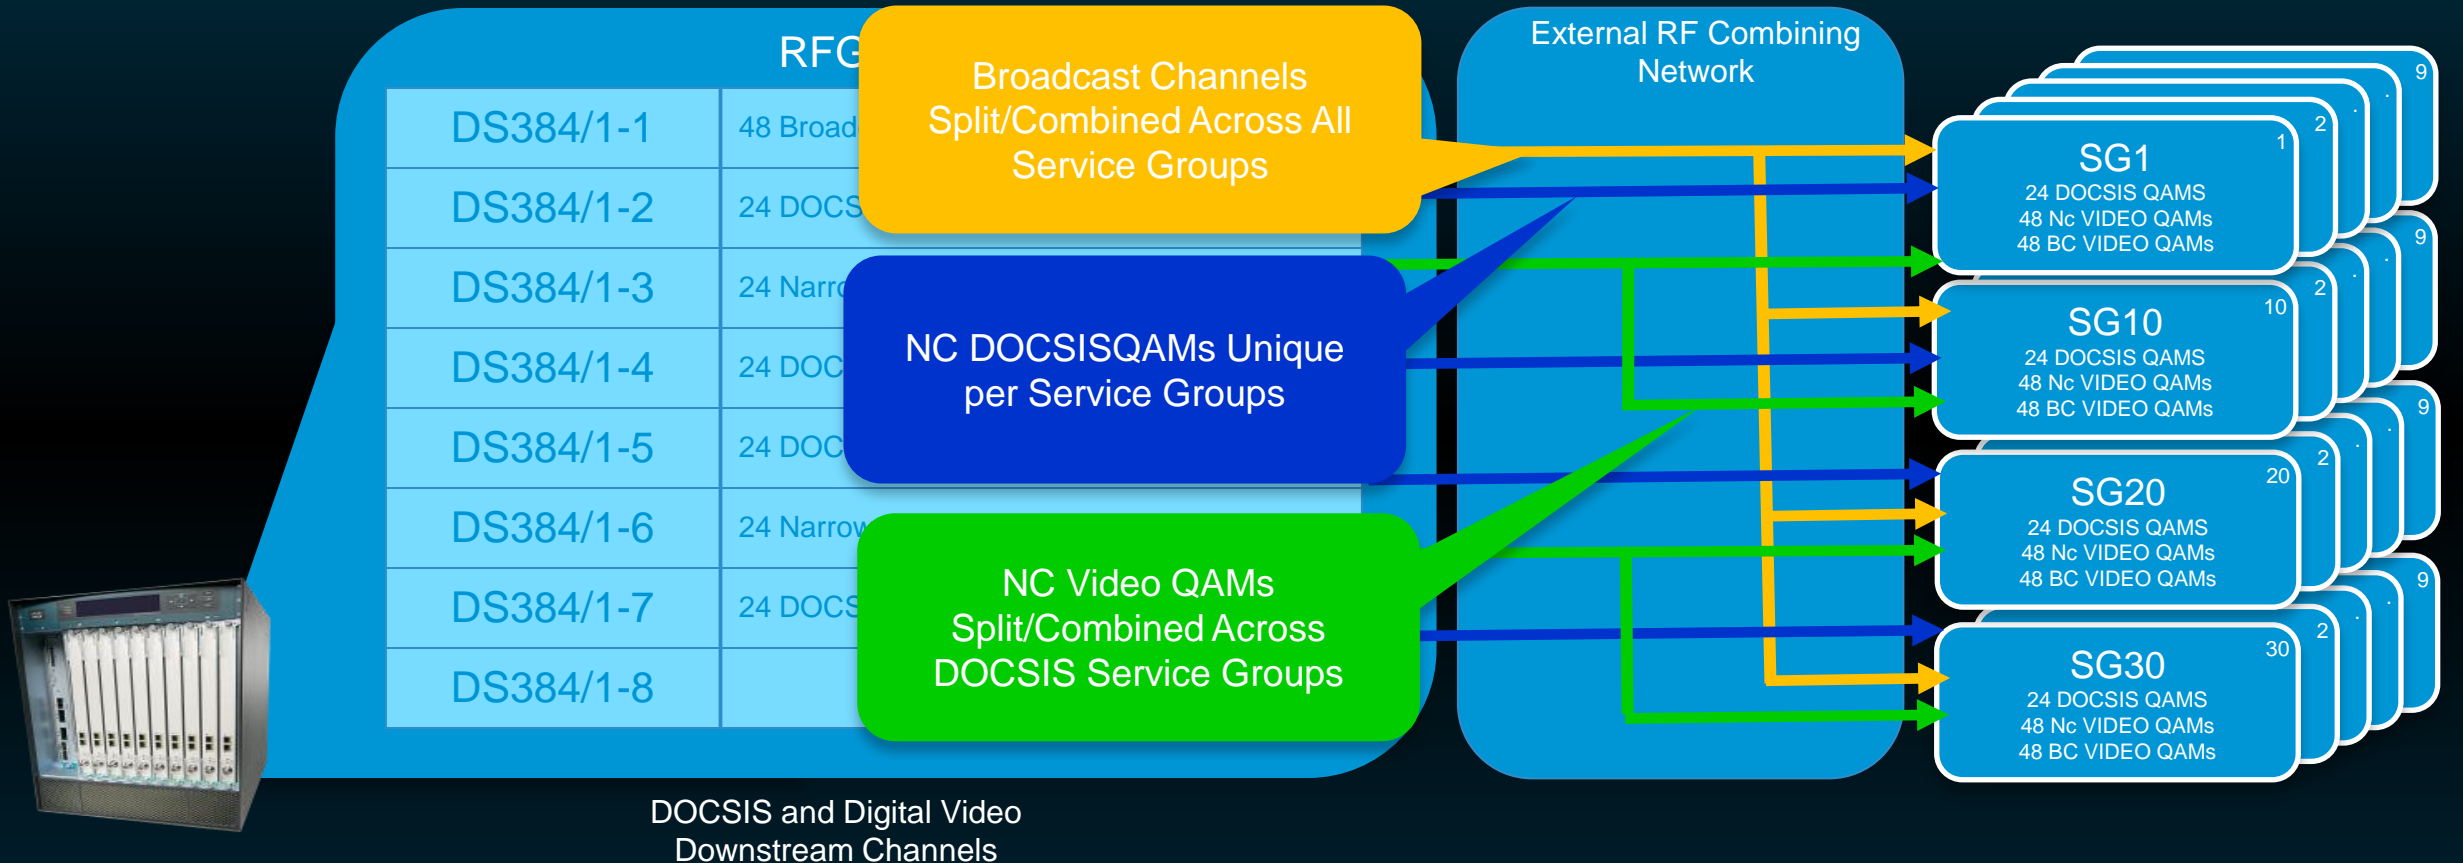 RFG
DS384/1-1
48 Broad
DS384/1-2
24 DOCS
DS384/1-3
24 Narro
DS384/1-4
24 DOC
DS384/1-5
24 DOC
DS384/1-6
24 Narrow
DS384/1-7
24 DOCS
DS384/1-8
Broadcast Channels
Split/Combined Across All
Service Groups
NC DOCSISQAMs Unique
per Service Groups
NC Video QAMs
Split/Combined Across
DOCSIS Service Groups
External RF Combining
Network
SG1
1
2
.
.
9
24 DOCSIS QAMS
48 Nc VIDEO QAMs
48 BC VIDEO QAMs
SG10
10
2
.
.
9
24 DOCSIS QAMS
48 Nc VIDEO QAMs
48 BC VIDEO QAMs
SG20
20
2
.
.
9
24 DOCSIS QAMS
48 Nc VIDEO QAMs
48 BC VIDEO QAMs
SG30
30
2
.
.
9
24 DOCSIS QAMS
48 Nc VIDEO QAMs
48 BC VIDEO QAMs
DOCSIS and Digital Video
Downstream Channels